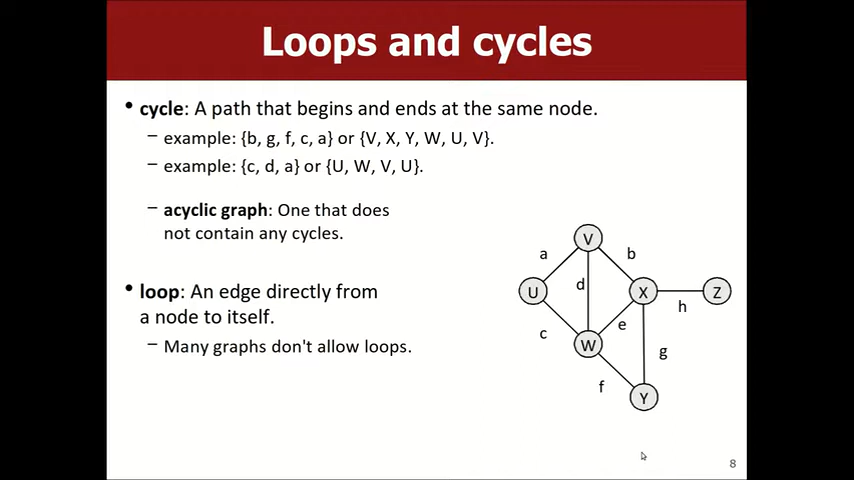 Loops and cycles
• cycle: A path that begins and ends at the same node.
– example: {b, g, f, c, a} or {V, X, Y, W, U, V}.
– example: {c, d, a} or {U, W, V, U}.
– acyclic graph: One that does
not contain any cycles.
• loop: An edge directly from
a node to itself.
– Many graphs don't allow loops.
V
a
b
U
d
X
Z
h
c
e
W
g
f
Y
8